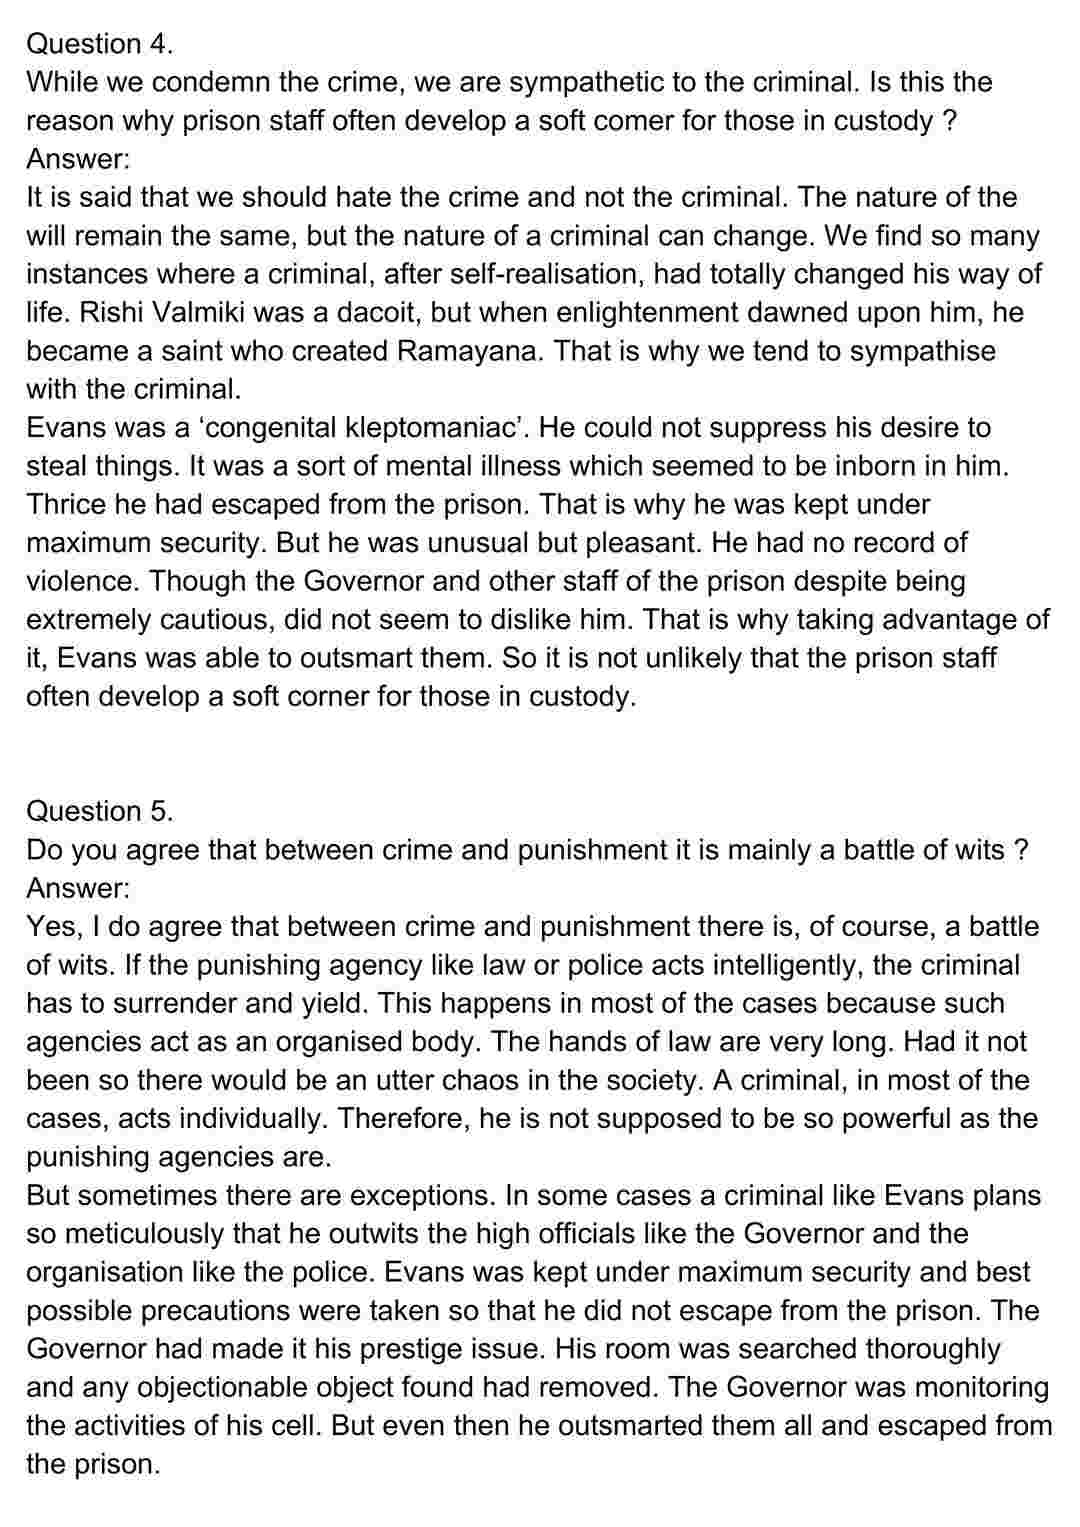 Question 4.
While we condemn the crime, we are sympathetic to the criminal. Is this the
reason why prison staff often develop a soft comer for those in custody ?
Answer:
It is said that we should hate the crime and not the criminal. The nature of the
will remain the same, but the nature of a criminal can change. We find so many
instances where a criminal, after self-realisation, had totally changed his way of
life. Rishi Valmiki was a dacoit, but when enlightenment dawned upon him, he
became a saint who created Ramayana. That is why we tend to sympathise
with the criminal.
Evans was a ‘congenital kleptomaniac’. He could not suppress his desire to
steal things. It was a sort of mental illness which seemed to be inborn in him.
Thrice he had escaped from the prison. That is why he was kept under
maximum security. But he was unusual but pleasant. He had no record of
violence. Though the Governor and other staff of the prison despite being
extremely cautious, did not seem to dislike him. That is why taking advantage of
it, Evans was able to outsmart them. So it is not unlikely that the prison staff
often develop a soft corner for those in custody.
Question 5.
Do you agree that between crime and punishment it is mainly a battle of wits ?
Answer:
Yes, I do agree that between crime and punishment there is, of course, a battle
of wits. If the punishing agency like law or police acts intelligently, the criminal
has to surrender and yield. This happens in most of the cases because such
agencies act as an organised body. The hands of law are very long. Had it not
been so there would be an utter chaos in the society. A criminal, in most of the
cases, acts individually. Therefore, he is not supposed to be so powerful as the
punishing agencies are.
But sometimes there are exceptions. In some cases a criminal like Evans plans
so meticulously that he outwits the high officials like the Governor and the
organisation like the police. Evans was kept under maximum security and best
possible precautions were taken so that he did not escape from the prison. The
Governor had made it his prestige issue. His room was searched thoroughly
and any objectionable object found had removed. The Governor was monitoring
the activities of his cell. But even then he outsmarted them all and escaped from
the prison.